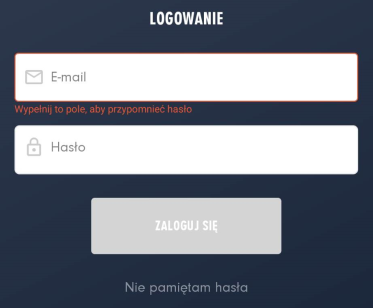 LOGOWANIE
E-mail
Wypełnij to pole, aby przypomnieć hasło
Hasło
ZALOGUJ SIĘ
Nie pamiętam hasła